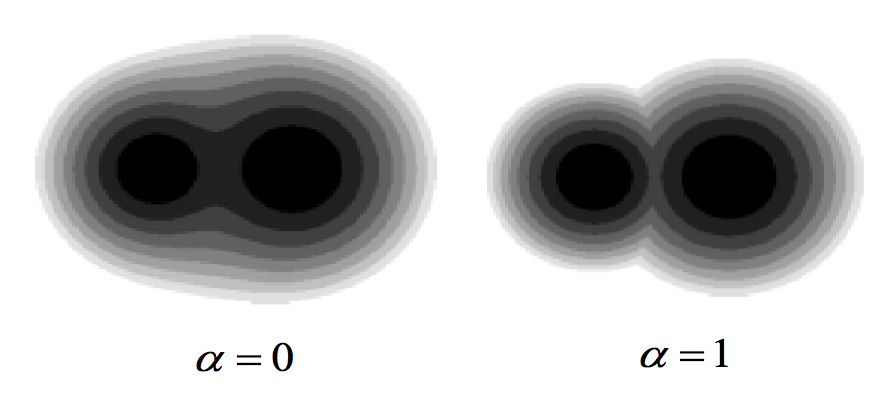 α = 0
α = 1